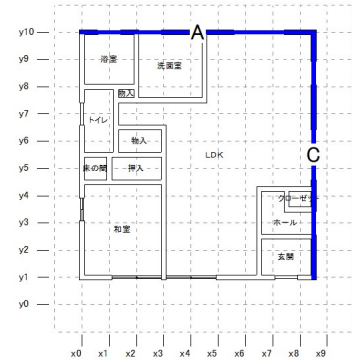 y10
A
y9
浴室
洗面室
y8
物入
y7
トイレ
y6
物入
LDK
C
y5
床の間
押入
y4
クローゼット
y3
和室
ホール
y2
玄関
y1
y0
x0 x1 x2 x3 x4 x5 x6 x7 x8 x9